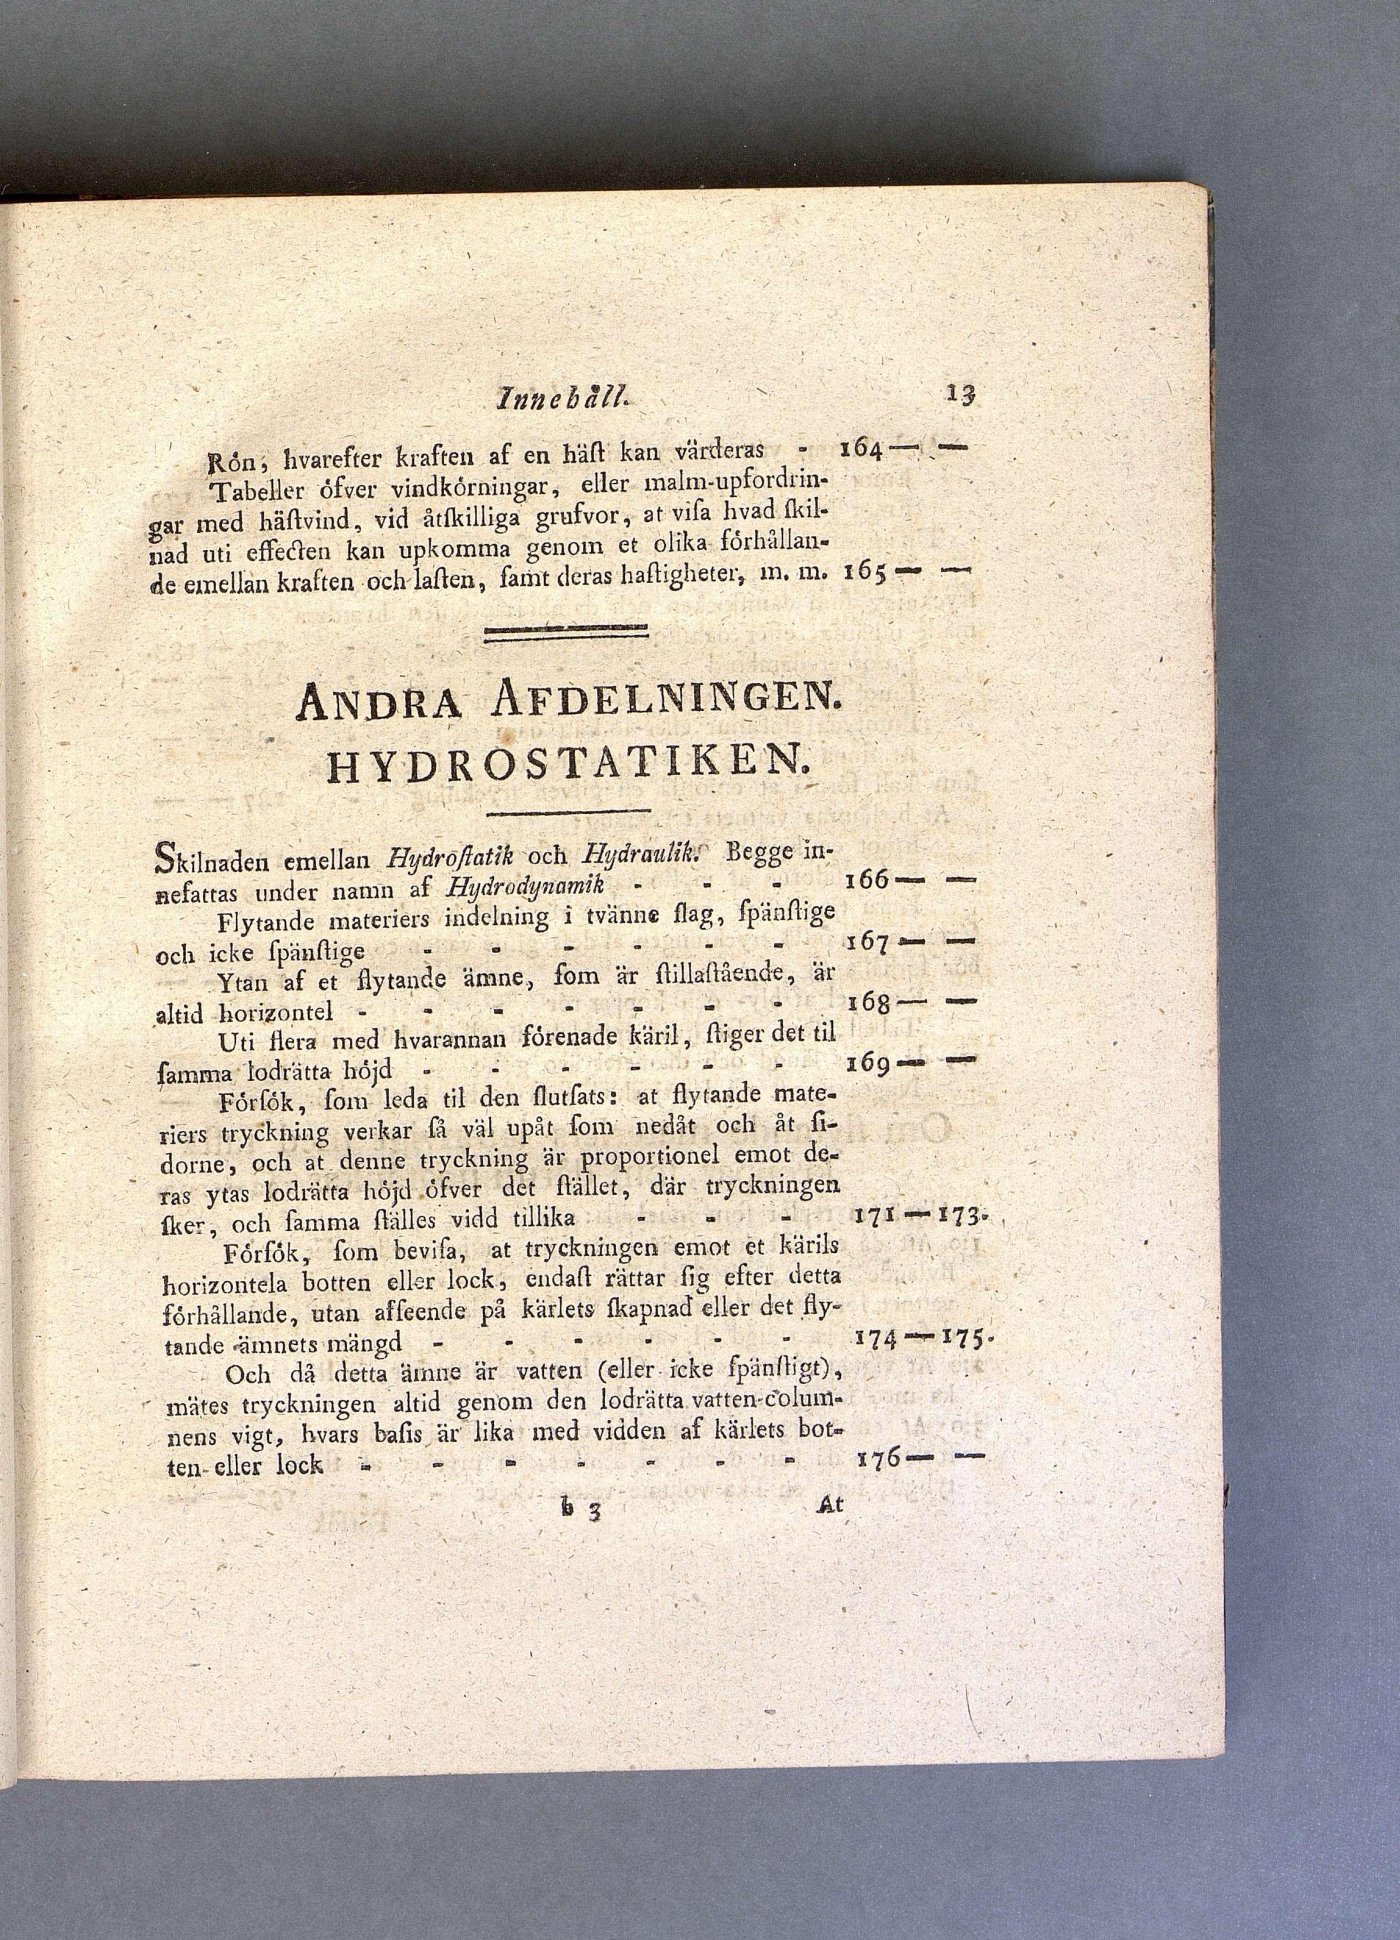 Innehåll. 13
Rön, hvarefter kraften af en häſt kan värderas - 164 — —
Tabeller öfver vindkörningar, eller malm-upfordrin-
gar med häſtvind, vid åtſkilliga grufvor, at viſa hvad ſkil-
nad uti effecten kan upkomma genom et olika förhållan-
de emellan kraften och laſten, ſamt deras haſtigheter, m. m. 165 — —
ANDRA AFDELNINGEN.
HYDROSTATIKEN.
Skilnaden emellan Hydroſtatik och Hydraulik. Begge in-
nefattas under namn af Hydrodynamik - - - 166 — —
Flytande materiers indelning i tvänne ſlag, ſpänſtige
och icke ſpänſtige - - - - - - 167 — —
Ytan af et flytande ämne, ſom är ſtillaſtående, är
altid horizontel - - - - - - - 168 — —
Uti flera med hvarannan förenade käril, ſtiger det til
ſamma lodrätta höjd - - - - - - 169 — —
Förſök, ſom leda til den ſlutſats: at flytande mate-
riers tryckning verkar ſå väl upåt ſom nedåt och åt ſi-
dorne, och at denne tryckning är proportionel emot de-
ras ytas lodrätta höjd öfver det ſtället, där tryckningen
ſker, och ſamma ſtälles vidd tillika - - - 171 — 173.
Förſök, ſom beviſa, at tryckningen emot et kärils
horizontela botten eller lock, endaſt rättar ſig efter detta
förhållande, utan afſeende på kärlets ſkapnad eller det fly-
tande ämnets mängd - - - - - - 174 — 175.
Och då detta ämne är vatten (eller icke ſpänſtigt),
mätes tryckningen altid genom den lodrätta vatten-colum-
nens vigt, hvars baſis är lika med vidden af kärlets bot-
ten eller lock - - - - - - - 176 — —
b 3 At